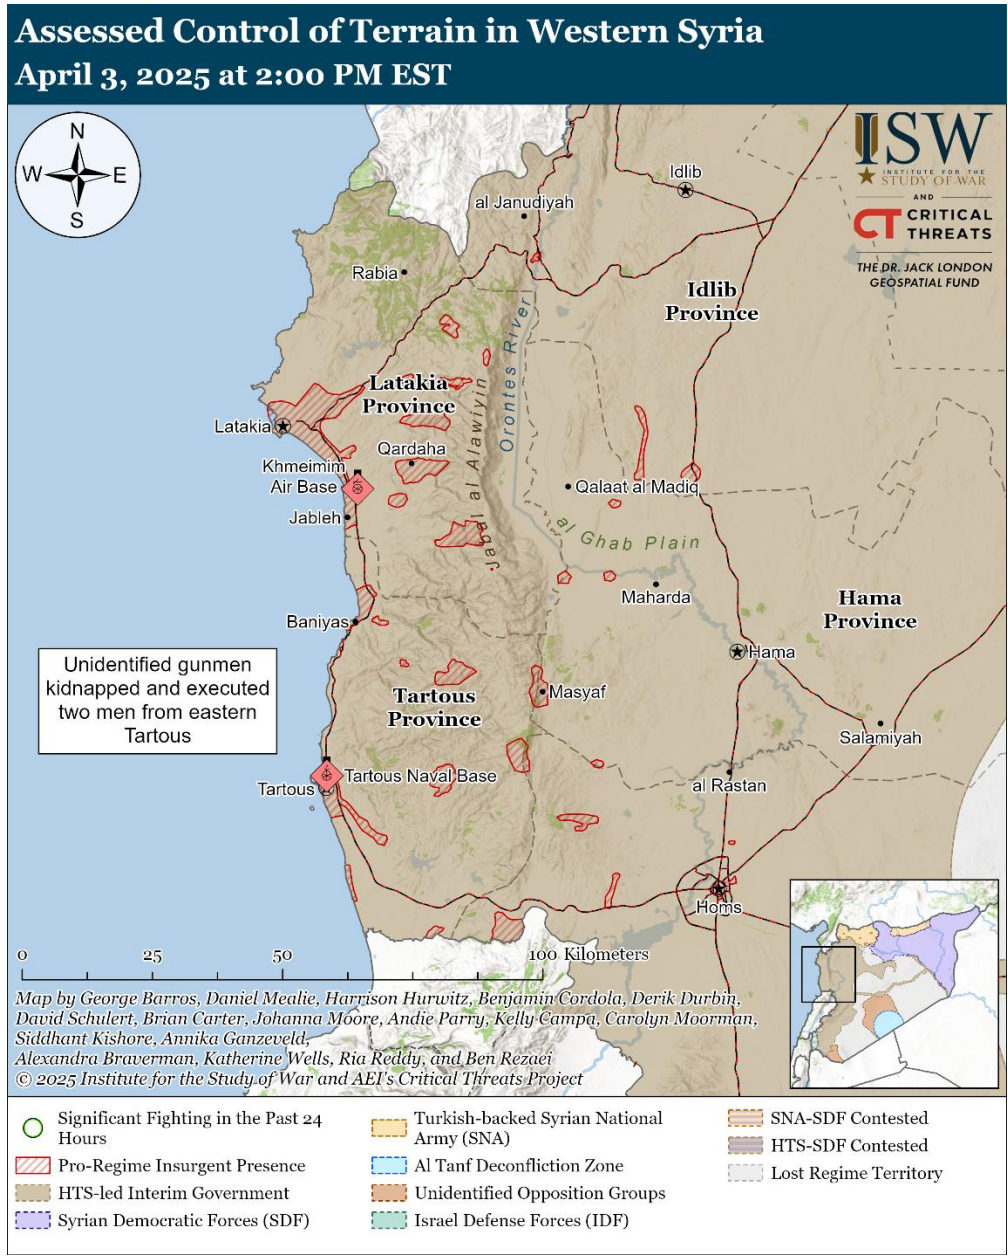 Assessed Control of Terrain in Western Syria
April 3, 2025 at 2:00 PM EST
N
W E
S
ISW
INSTITUTE FOR THE
STUDY OF WAR
AND
CT CRITICAL
THREATS
THE DR. JACK LONDON
GEOSPATIAL FUND
Idlib
al Janudiyah
Rabia
Idlib
Province
Orontes River
Latakia
Province
Jabal al Alawiyin
Latakia
Qardaha
Khmeimim
Air Base
Qalaat al Madiq
Jableh
al Ghab Plain
Maharda
Hama
Province
Baniyas
Hama
Unidentified gunmen
kidnapped and executed
two men from eastern
Tartous
Tartous
Province
Masyaf
Salamiyah
Tartous Naval Base
Tartous
al Rastan
Homs
0 25 50 100 Kilometers
Map by George Barros, Daniel Mealie, Harrison Hurwitz, Benjamin Cordola, Derik Durbin,
David Schulert, Brian Carter, Johanna Moore, Andie Parry, Kelly Campa, Carolyn Moorman,
Siddhant Kishore, Annika Ganzeveld,
Alexandra Braverman, Katherine Wells, Ria Reddy, and Ben Rezaei
© 2025 Institute for the Study of War and AEI's Critical Threats Project
Significant Fighting in the Past 24
Hours
Pro-Regime Insurgent Presence
HTS-led Interim Government
Syrian Democratic Forces (SDF)
Turkish-backed Syrian National
Army (SNA)
Al Tanf Deconfliction Zone
Unidentified Opposition Groups
Israel Defense Forces (IDF)
SNA-SDF Contested
HTS-SDF Contested
Lost Regime Territory